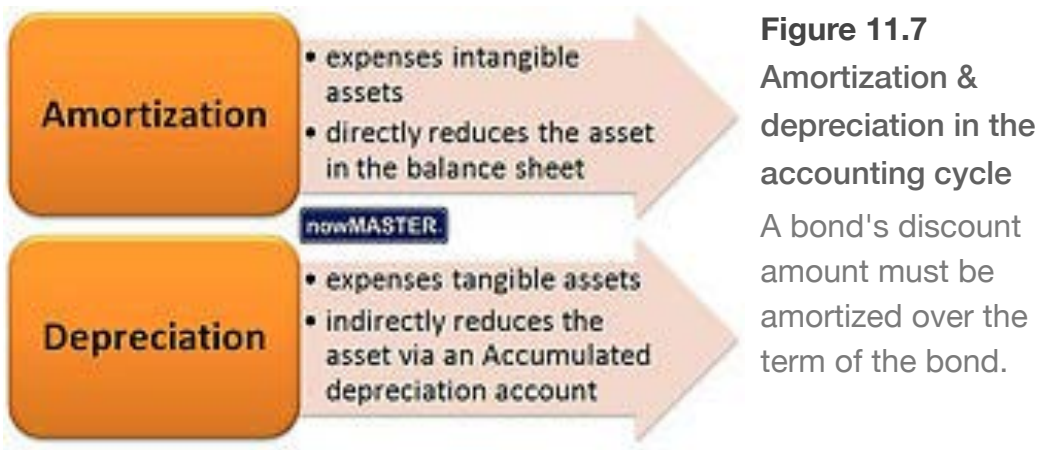 Amortization
• expenses intangible
assets
• directly reduces the asset
in the balance sheet
nowMASTER.
Depreciation
• expenses tangible assets
• indirectly reduces the
asset via an Accumulated
depreciation account
Figure 11.7
Amortization &
depreciation in the
accounting cycle
A bond's discount
amount must be
amortized over the
term of the bond.